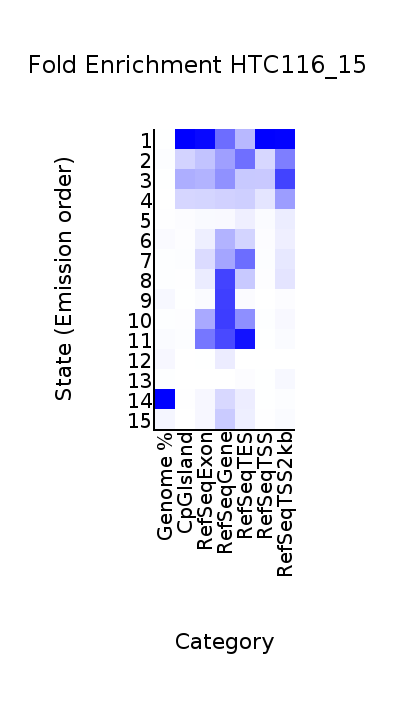 Fold Enrichment HTC116_15
State (Emission order)
1
2
3
4
5
6
7
8
9
10
11
12
13
14
15
Genome %
CpGIsland
RefSeqExon
RefSeqGene
RefSeqTES
RefSeqTSS
RefSeqTSS2kb
Category